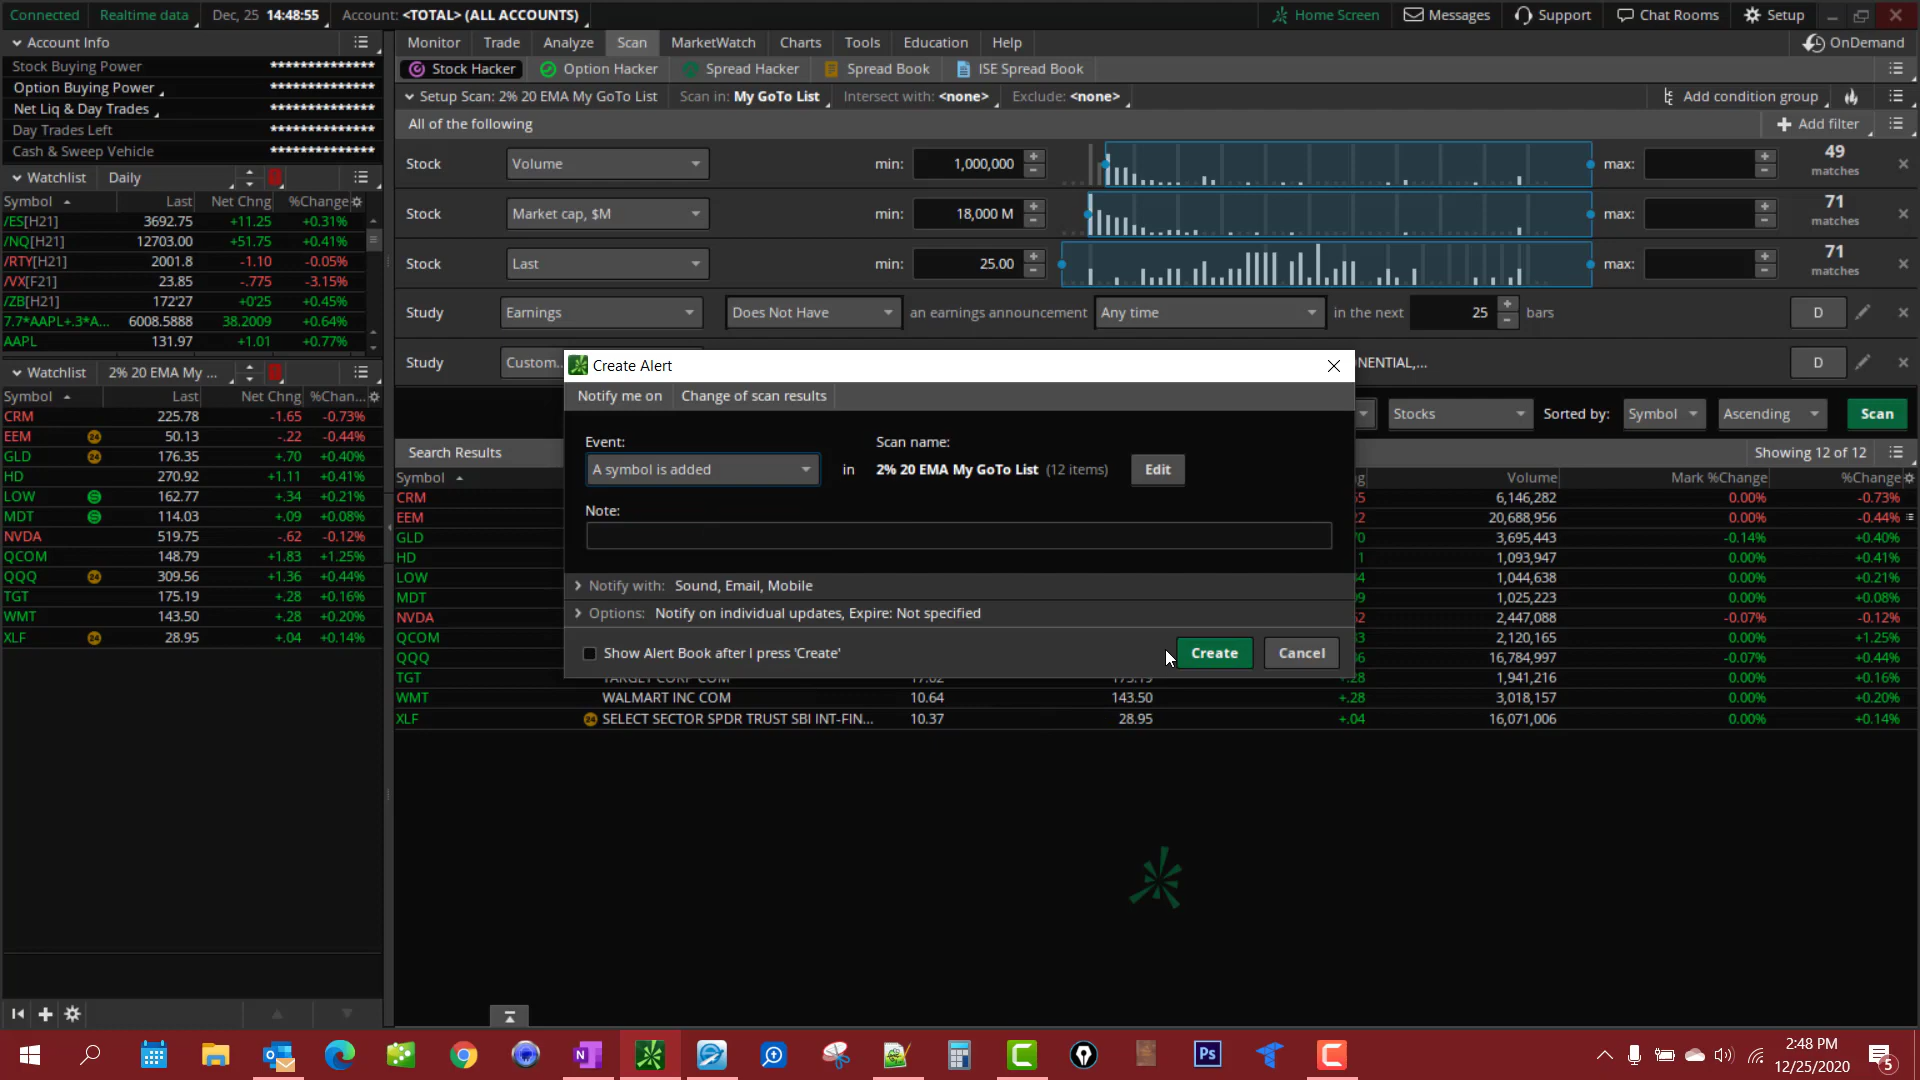 Connected Realtime data Dec, 25 14:48:55 Account: <TOTAL> (ALL ACCOUNTS) Home Screen Messages Support Chat Rooms Setup
Account Info
Stock Buying Power **************
Option Buying Power **************
Net Liq & Day Trades **************
Day Trades Left **************
Cash & Sweep Vehicle **************
Watchlist Daily
Symbol Last Net Chng %Change
/ES[H21] 3692.75 +11.25 +0.31%
/NQ[H21] 12703.00 +51.75 +0.41%
/RTY[H21] 2001.8 -1.10 -0.05%
/VX[F21] 23.85 -.775 -3.15%
/ZB[H21] 172'27 +0'25 +0.45%
7.7*AAPL+.3*A... 6008.5888 38.2009 +0.64%
AAPL 131.97 +1.01 +0.77%
Watchlist 2% 20 EMA My ...
Symbol Last Net Chng %Chan...
CRM 225.78 -1.65 -0.73%
EEM 24 50.13 -.22 -0.44%
GLD 24 176.35 +.70 +0.40%
HD 270.92 +1.11 +0.41%
LOW 162.77 +.34 +0.21%
MDT 114.03 +.09 +0.08%
NVDA 519.75 -.62 -0.12%
QCOM 148.79 +1.83 +1.25%
QQQ 24 309.56 +1.36 +0.44%
TGT 175.19 +.28 +0.16%
WMT 143.50 +.28 +0.20%
XLF 24 28.95 +.04 +0.14%
Monitor Trade Analyze Scan MarketWatch Charts Tools Education Help OnDemand
Stock Hacker Option Hacker Spread Hacker Spread Book ISE Spread Book
Setup Scan: 2% 20 EMA My GoTo List Scan in: My GoTo List Intersect with: <none> Exclude: <none> Add condition group
All of the following Add filter
Stock Volume min: 1,000,000 max: 49 matches
Stock Market cap, $M min: 18,000 M max: 71 matches
Stock Last min: 25.00 max: 71 matches
Study Earnings Does Not Have an earnings announcement Any time in the next 25 bars D
Study Custom... NENTIAL,... D
Stocks Sorted by: Symbol Ascending Scan
Create Alert
Notify me on Change of scan results
Event: Scan name:
A symbol is added in 2% 20 EMA My GoTo List (12 items) Edit
Note:
Notify with: Sound, Email, Mobile
Options: Notify on individual updates, Expire: Not specified
Show Alert Book after I press 'Create' Create Cancel
Search Results Showing 12 of 12
Symbol g Volume Mark %Change %Change
CRM 65 6,146,282 0.00% -0.73%
EEM 22 20,688,956 0.00% -0.44%
GLD 70 3,695,443 -0.14% +0.40%
HD 1 1,093,947 0.00% +0.41%
LOW 34 1,044,638 0.00% +0.21%
MDT 09 1,025,223 0.00% +0.08%
NVDA 62 2,447,088 -0.07% -0.12%
QCOM 83 2,120,165 0.00% +1.25%
QQQ 36 16,784,997 -0.07% +0.44%
TGT TARGET CORP COM 17.02 175.19 +.28 1,941,216 0.00% +0.16%
WMT WALMART INC COM 10.64 143.50 +.28 3,018,157 0.00% +0.20%
XLF 24 SELECT SECTOR SPDR TRUST SBI INT-FIN... 10.37 28.95 +.04 16,071,006 0.00% +0.14%
Ps
2:48 PM
12/25/2020
5